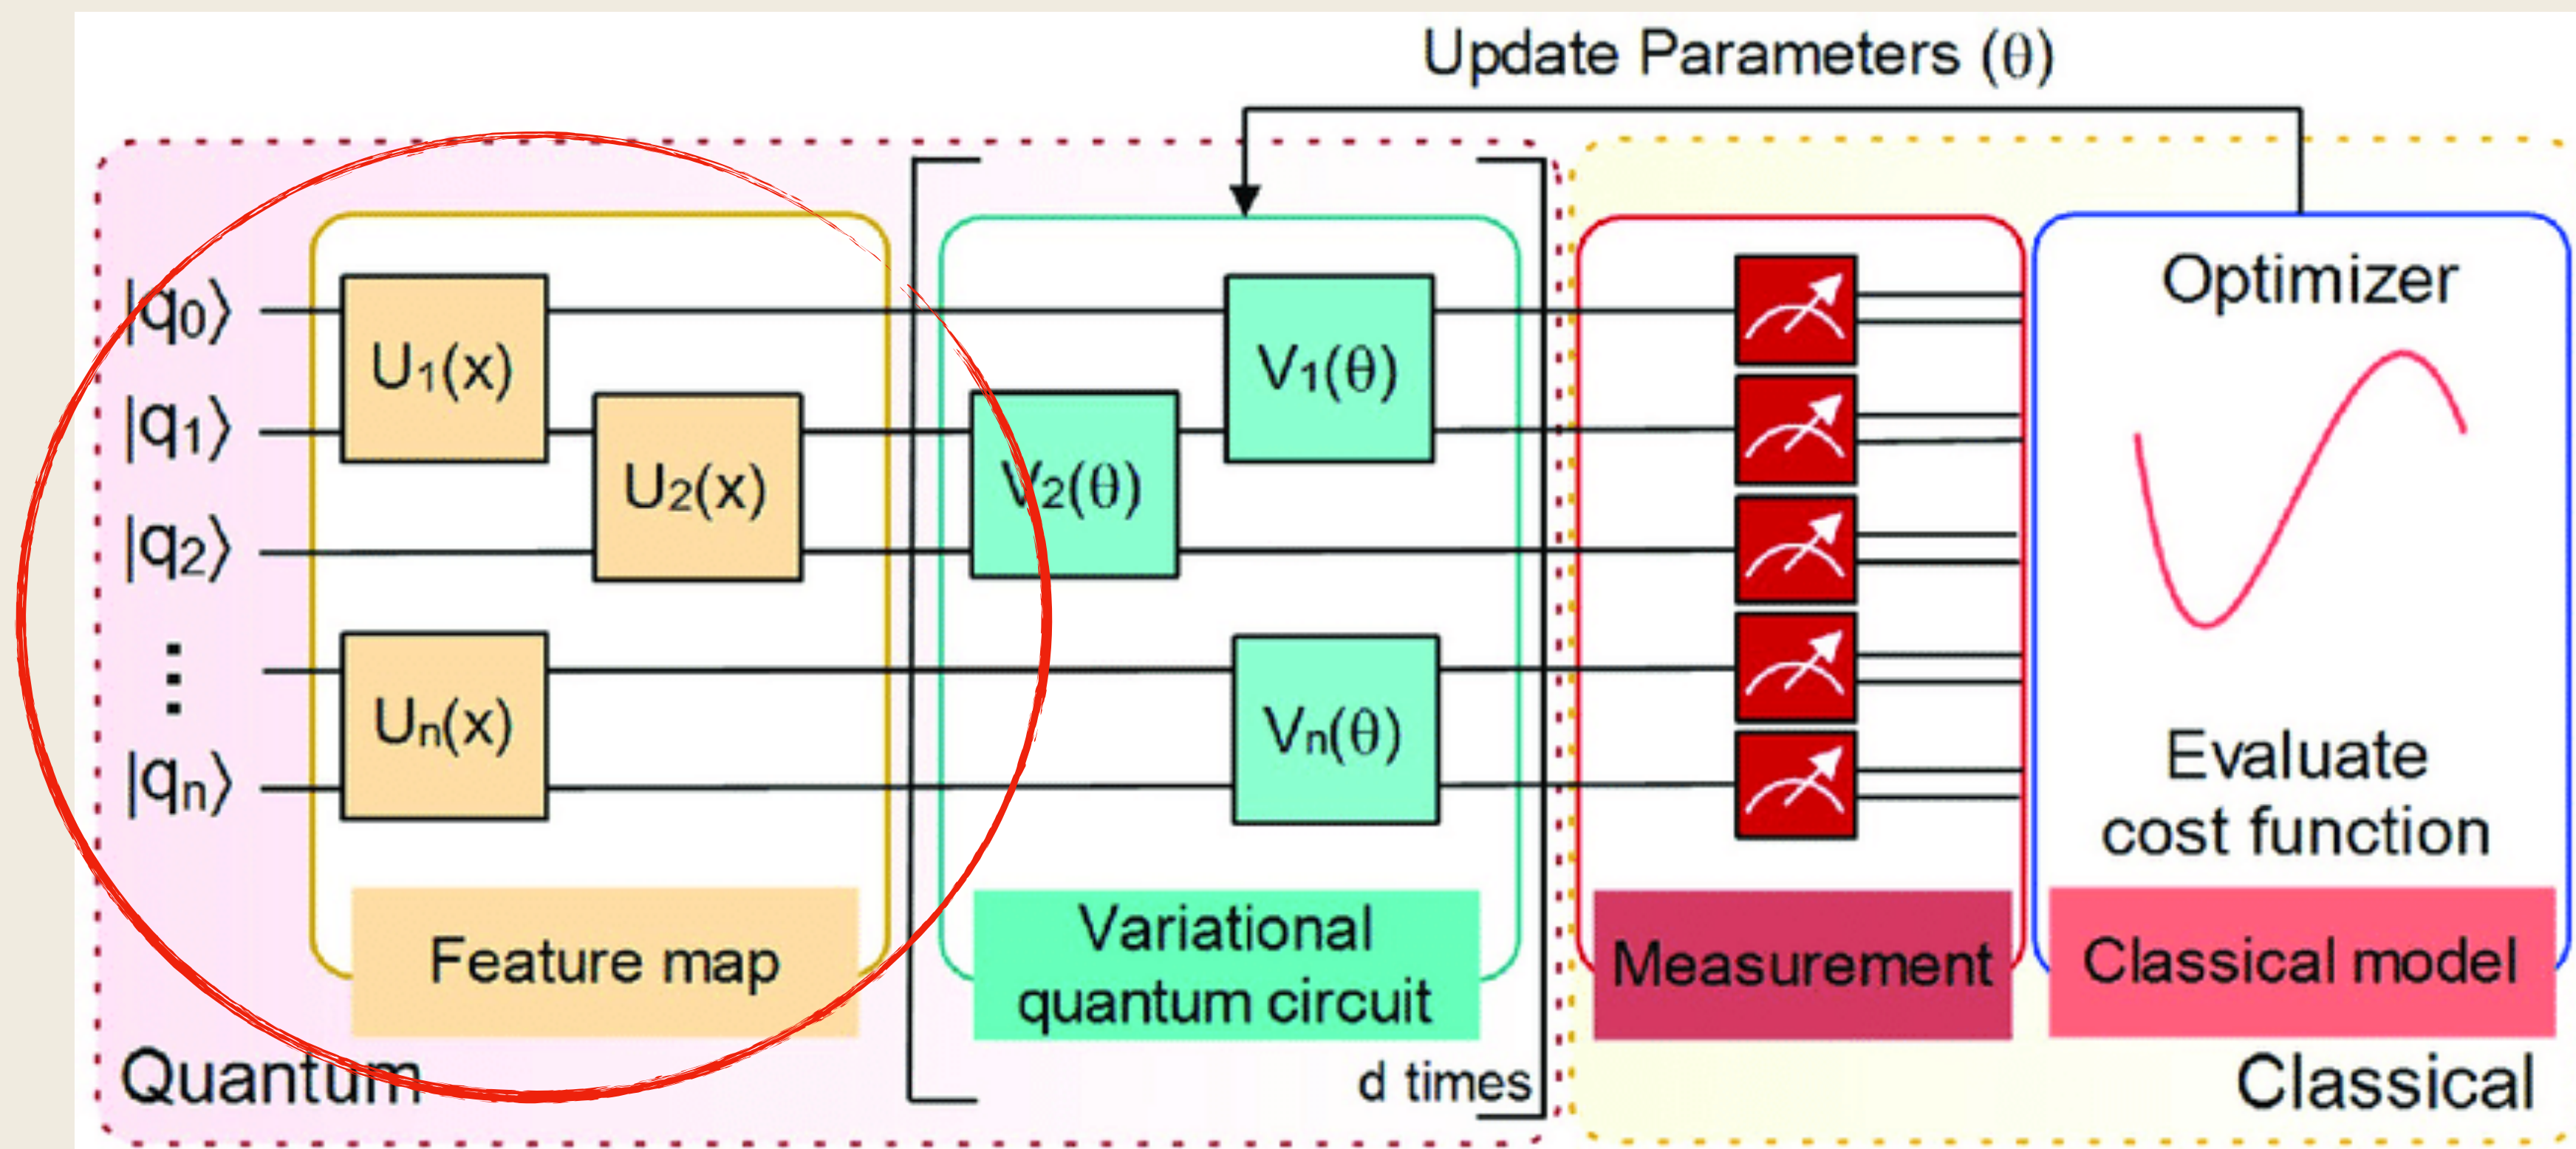 Update Parameters (θ)
|q₀⟩
U₁(x)
V₁(θ)
Optimizer
|q₁⟩
U₂(x)
V₂(θ)
|q₂⟩
⋮
Uₙ(x)
Vₙ(θ)
|qₙ⟩
Evaluate
cost function
Feature map
Variational
quantum circuit
Measurement
Classical model
Quantum
d times
Classical